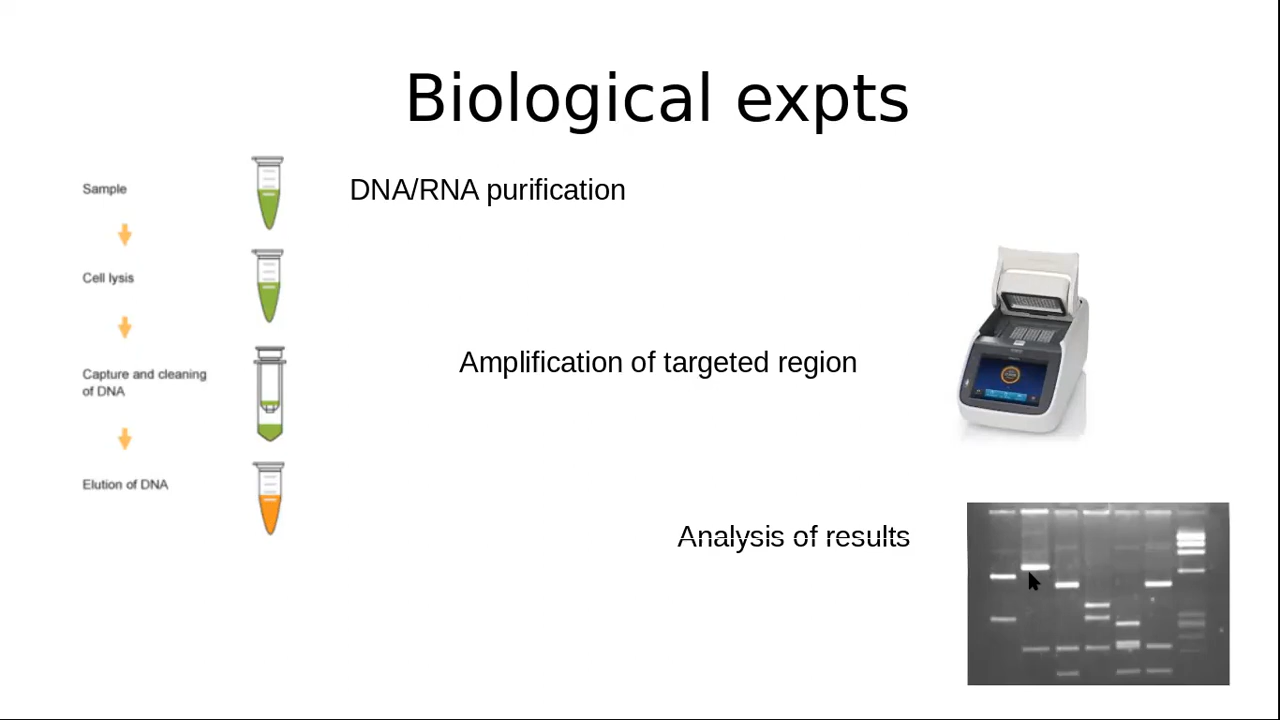 Biological expts
Sample
DNA/RNA purification
Cell lysis
Amplification of targeted region
Capture and cleaning
of DNA
Elution of DNA
Analysis of results